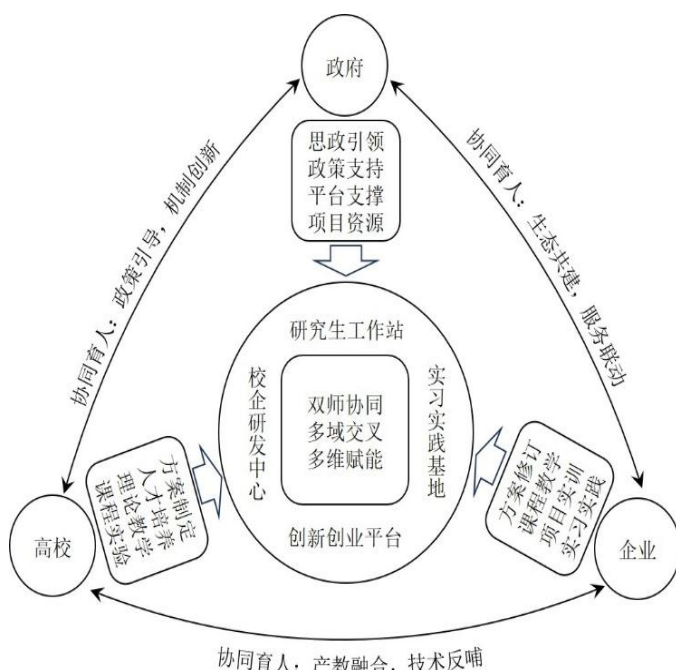 政府
思政引领
政策支持
平台支撑
项目资源
协同育人：政策引导，机制创新
协同育人：生态共建，服务联动
研究生工作站
校企研发中心
双师协同
多域交叉
多维赋能
实习实践基地
创新创业平台
方案制定
人才培养
理论教学
课程实验
方案修订
课程教学
项目实训
实习实践
高校
企业
协同育人：产教融合，技术反哺